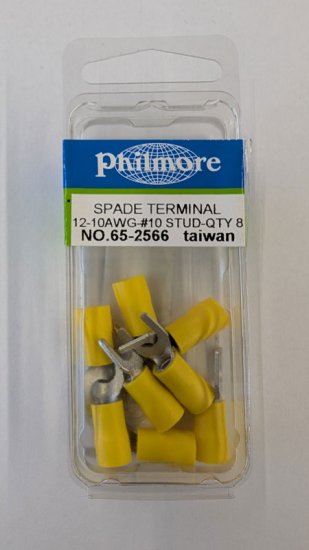 Philmore
SPADE TERMINAL
12-10AWG-#10 STUD-QTY 8
NO.65-2566 taiwan